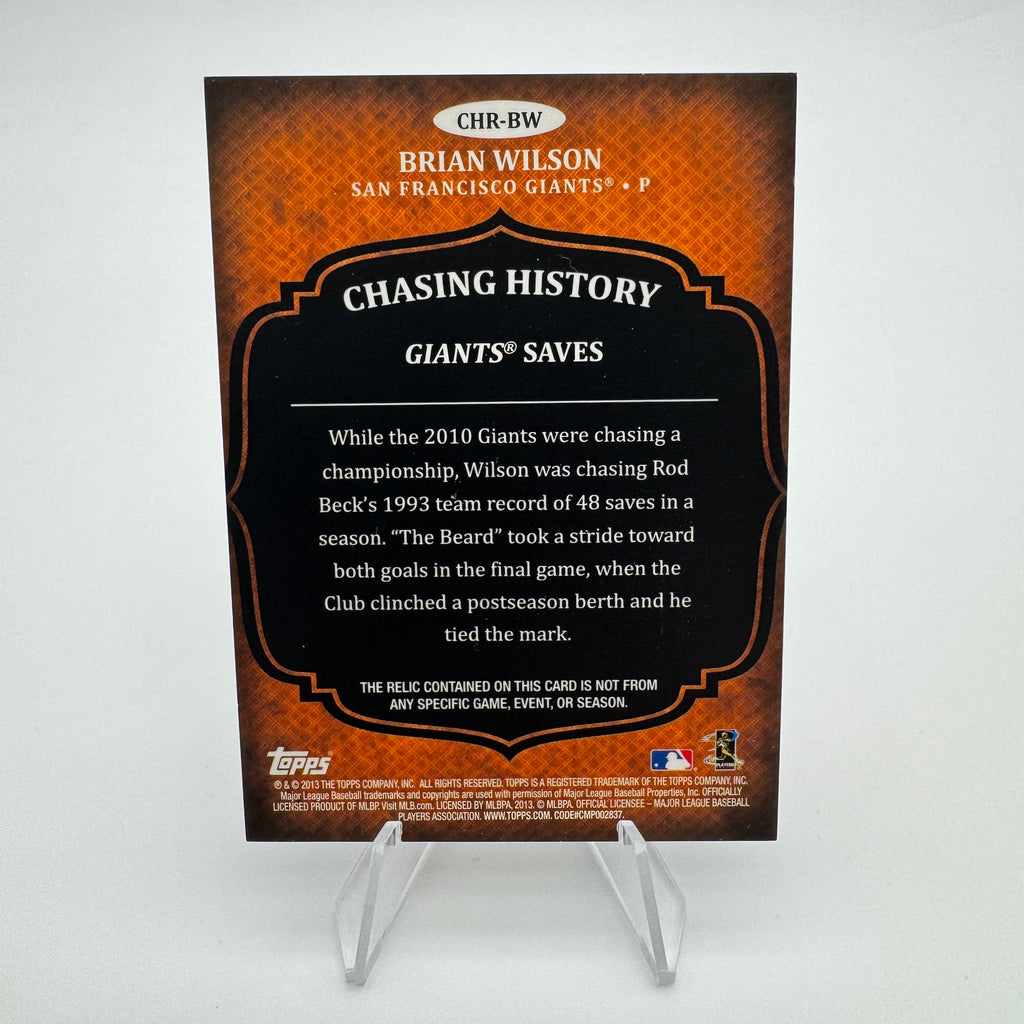 CHR-BW
BRIAN WILSON
SAN FRANCISCO GIANTS® • P
CHASING HISTORY
GIANTS® SAVES
While the 2010 Giants were chasing a
championship, Wilson was chasing Rod
Beck's 1993 team record of 48 saves in a
season. “The Beard” took a stride toward
both goals in the final game, when the
Club clinched a postseason berth and he
tied the mark.
THE RELIC CONTAINED ON THIS CARD IS NOT FROM
ANY SPECIFIC GAME, EVENT, OR SEASON.
Topps
® & © 2013 THE TOPPS COMPANY, INC. ALL RIGHTS RESERVED. TOPPS IS A REGISTERED TRADEMARK OF THE TOPPS COMPANY, INC.
Major League Baseball trademarks and copyrights are used with permission of Major League Baseball Properties, Inc. OFFICIALLY
LICENSED PRODUCT OF MLBP. Visit MLB.com. LICENSED BY MLBPA, 2013. © MLBPA. OFFICIAL LICENSEE – MAJOR LEAGUE BASEBALL
PLAYERS ASSOCIATION. WWW.TOPPS.COM. CODE#CMP002837.